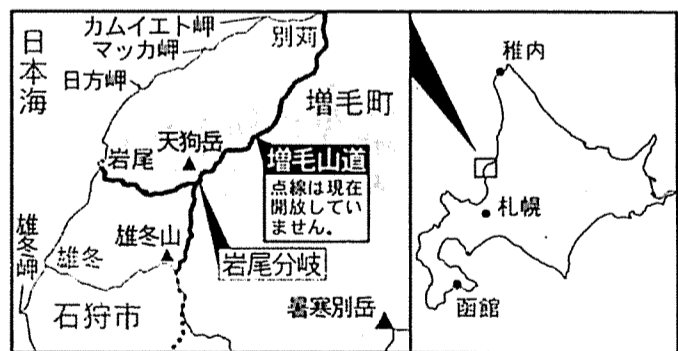 カムイエト岬
マッカ岬
日方岬
別苅
日本海
増毛町
天狗岳
岩尾
増毛山道
点線は現在
開放してい
ません。
雄冬山
岩尾分岐
雄冬岬
雄冬
石狩市
暑寒別岳
稚内
札幌
函館